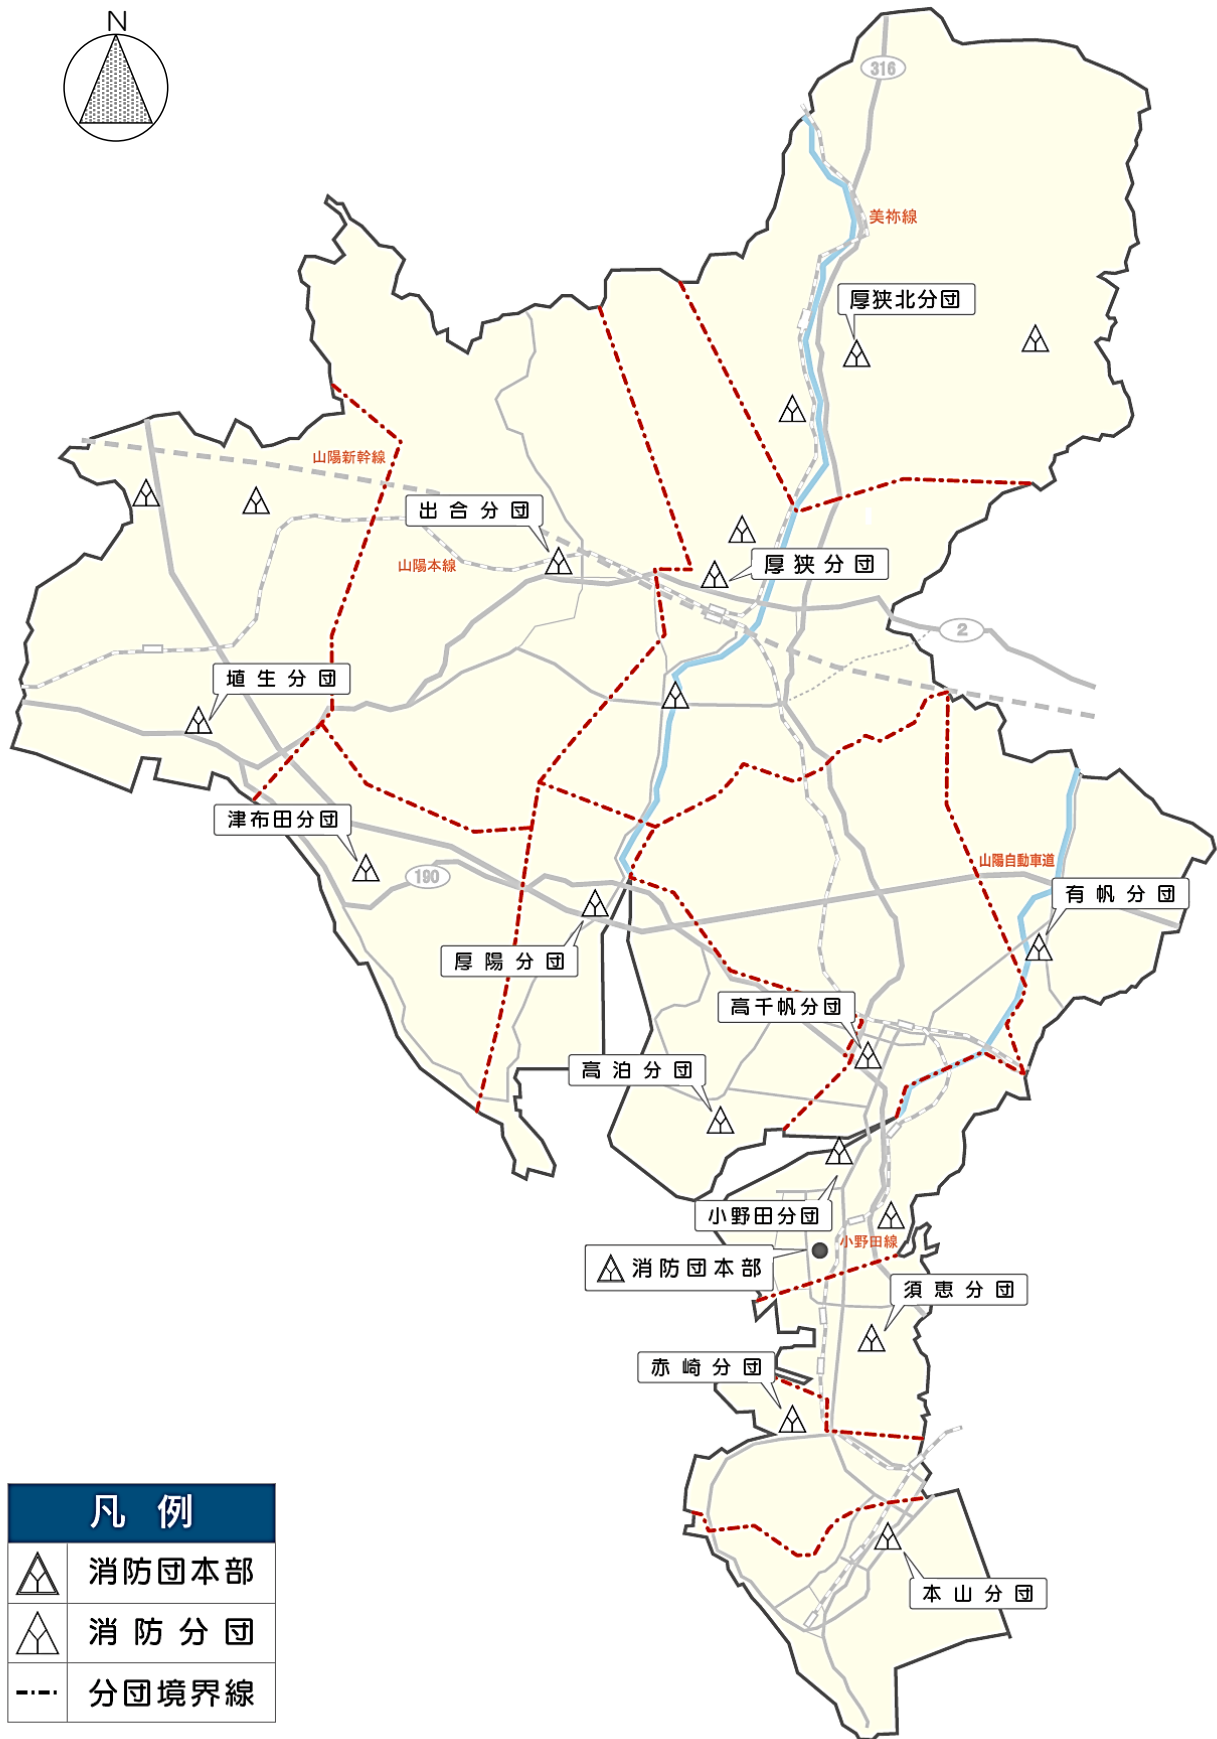 N
316
美祢線
厚狭北分団
山陽新幹線
出合分団
山陽本線
厚狭分団
2
埴生分団
津布田分団
190
山陽自動車道
有帆分団
厚陽分団
高千帆分団
高泊分団
小野田分団
小野田線
消防団本部
須恵分団
赤崎分団
本山分団
凡例
消防団本部
消防分団
分団境界線